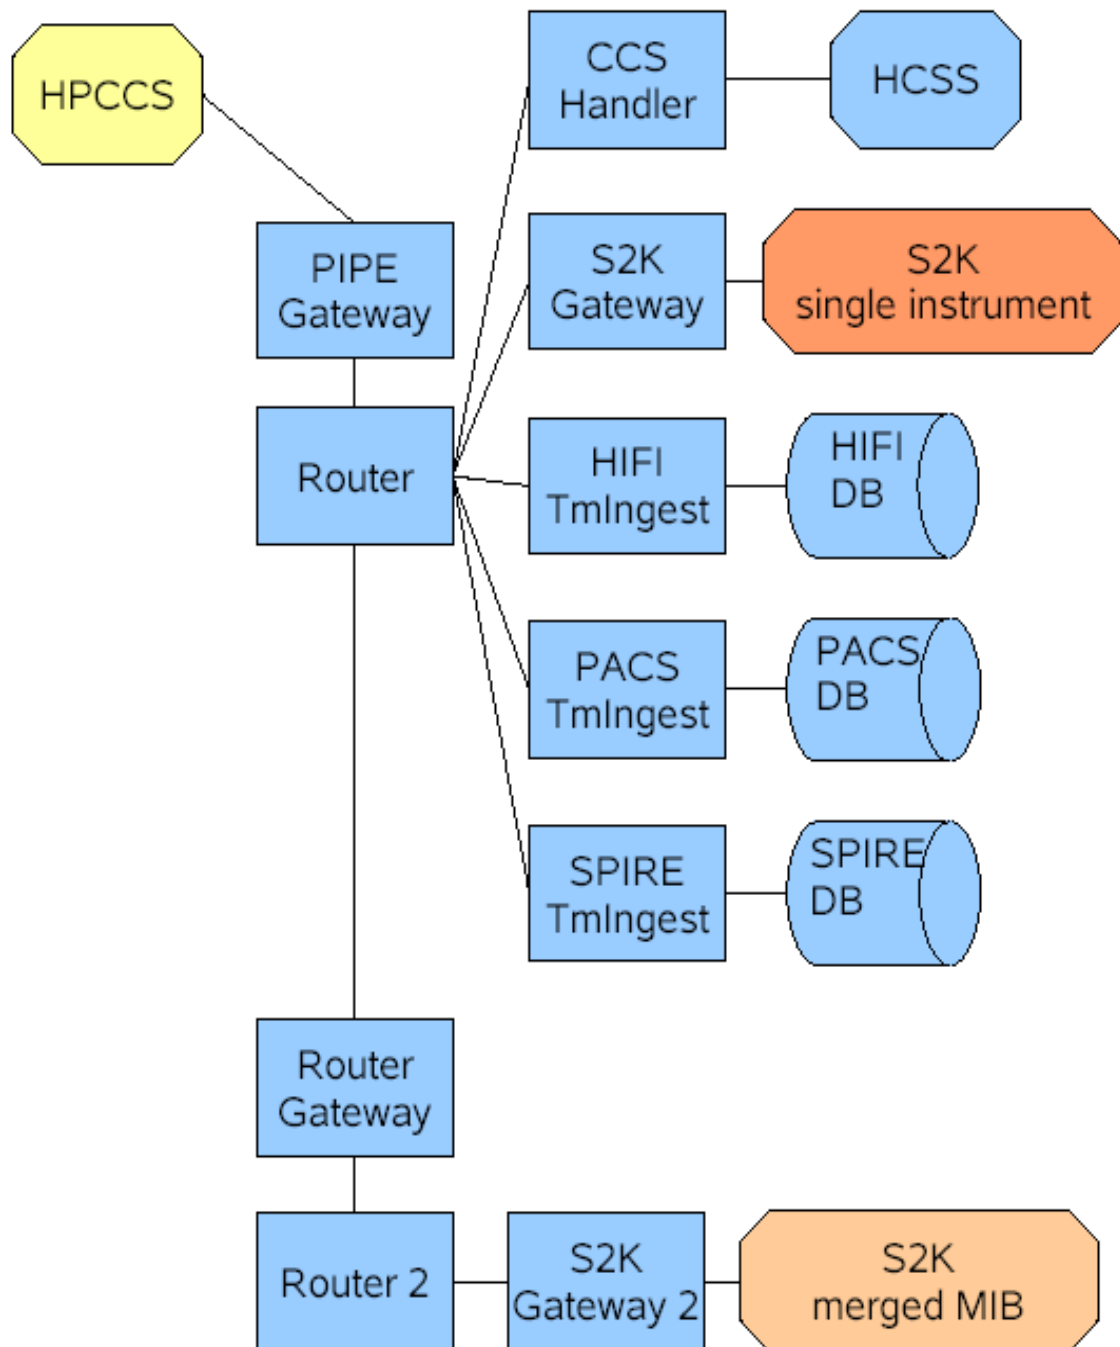 HPCCS
CCS
Handler
HCSS
PIPE
Gateway
S2K
Gateway
S2K
single instrument
Router
HIFI
TmIngest
HIFI
DB
PACS
TmIngest
PACS
DB
SPIRE
TmIngest
SPIRE
DB
Router
Gateway
Router 2
S2K
Gateway 2
S2K
merged MIB